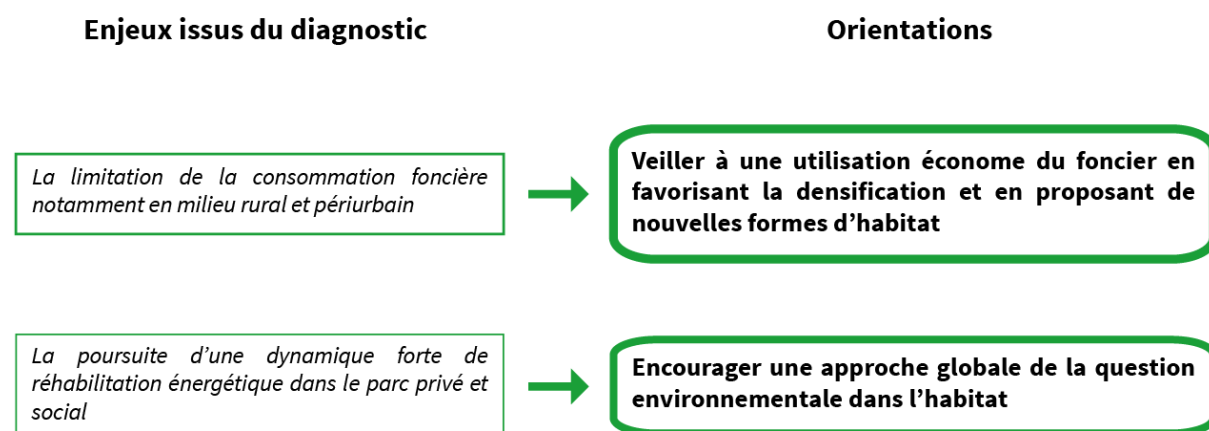 Enjeux issus du diagnostic
Orientations
La limitation de la consommation foncière
notamment en milieu rural et périurbain
Veiller à une utilisation économe du foncier en
favorisant la densification et en proposant de
nouvelles formes d’habitat
La poursuite d’une dynamique forte de
réhabilitation énergétique dans le parc privé et
social
Encourager une approche globale de la question
environnementale dans l’habitat